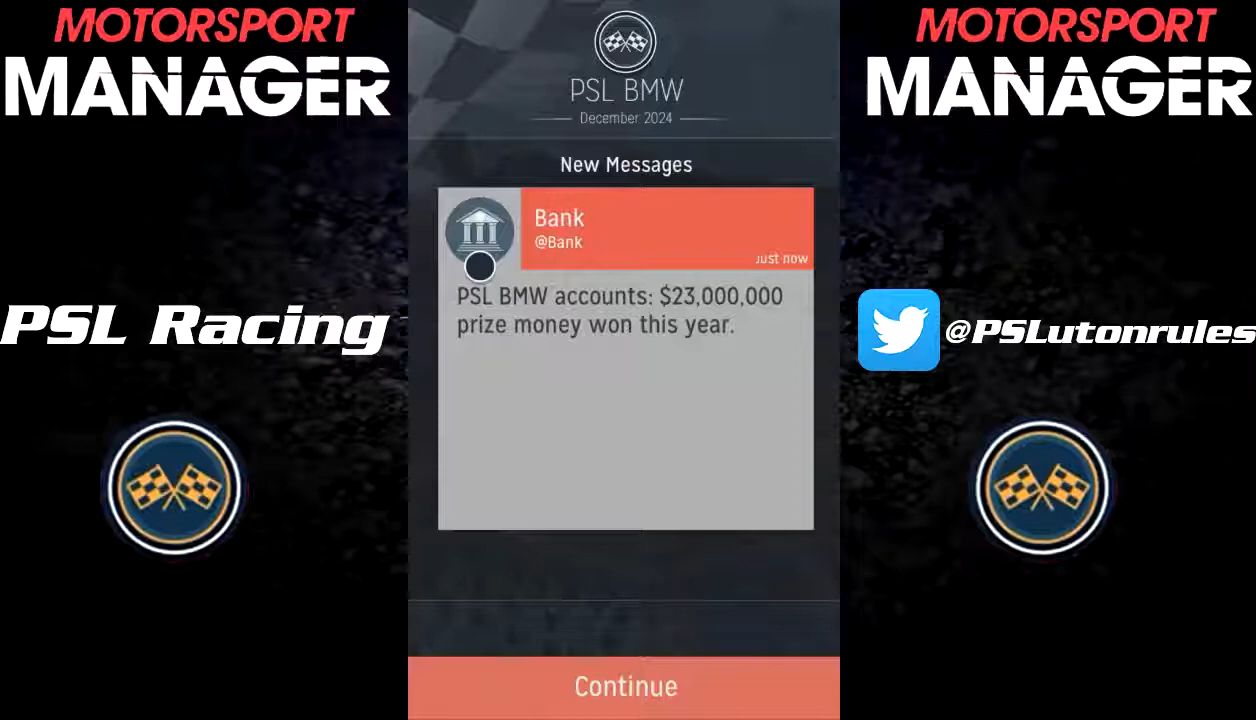 MOTORSPORT
MANAGER
PSL Racing
PSL BMW
December 2024
New Messages
Bank
@Bank
just now
PSL BMW accounts: $23,000,000
prize money won this year.
Continue
MOTORSPORT
MANAGER
@PSLutonrules